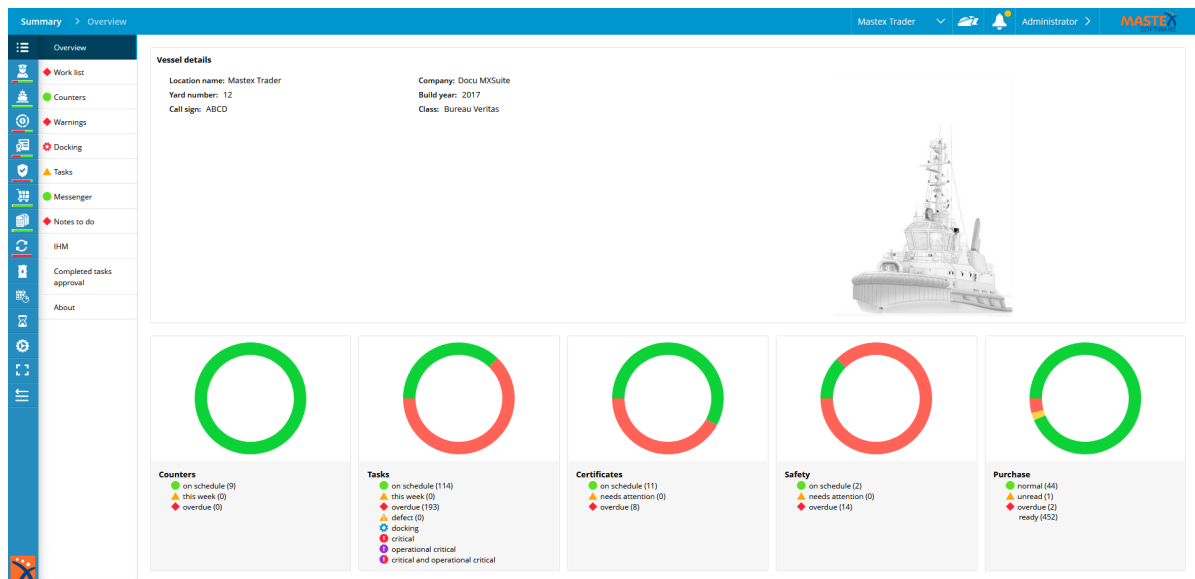 Summary > Overview
Mastex Trader
Administrator >
MASTEX
SOFTWARE
Overview
Work list
Counters
Warnings
Docking
Tasks
Messenger
Notes to do
IHM
Completed tasks
approval
About
Vessel details
Location name: Mastex Trader
Company: Docu MXSuite
Yard number: 12
Build year: 2017
Call sign: ABCD
Class: Bureau Veritas
Counters
on schedule (9)
this week (0)
overdue (0)
Tasks
on schedule (114)
this week (0)
overdue (193)
defect (0)
docking
critical
operational critical
critical and operational critical
Certificates
on schedule (11)
needs attention (0)
overdue (8)
Safety
on schedule (2)
needs attention (0)
overdue (14)
Purchase
normal (44)
unread (1)
overdue (2)
ready (452)